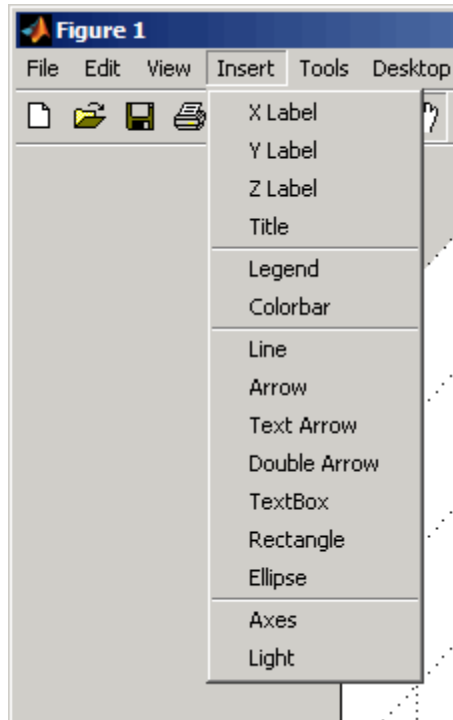 Figure 1
File Edit View Insert Tools Desktop
X Label
Y Label
Z Label
Title
Legend
Colorbar
Line
Arrow
Text Arrow
Double Arrow
TextBox
Rectangle
Ellipse
Axes
Light